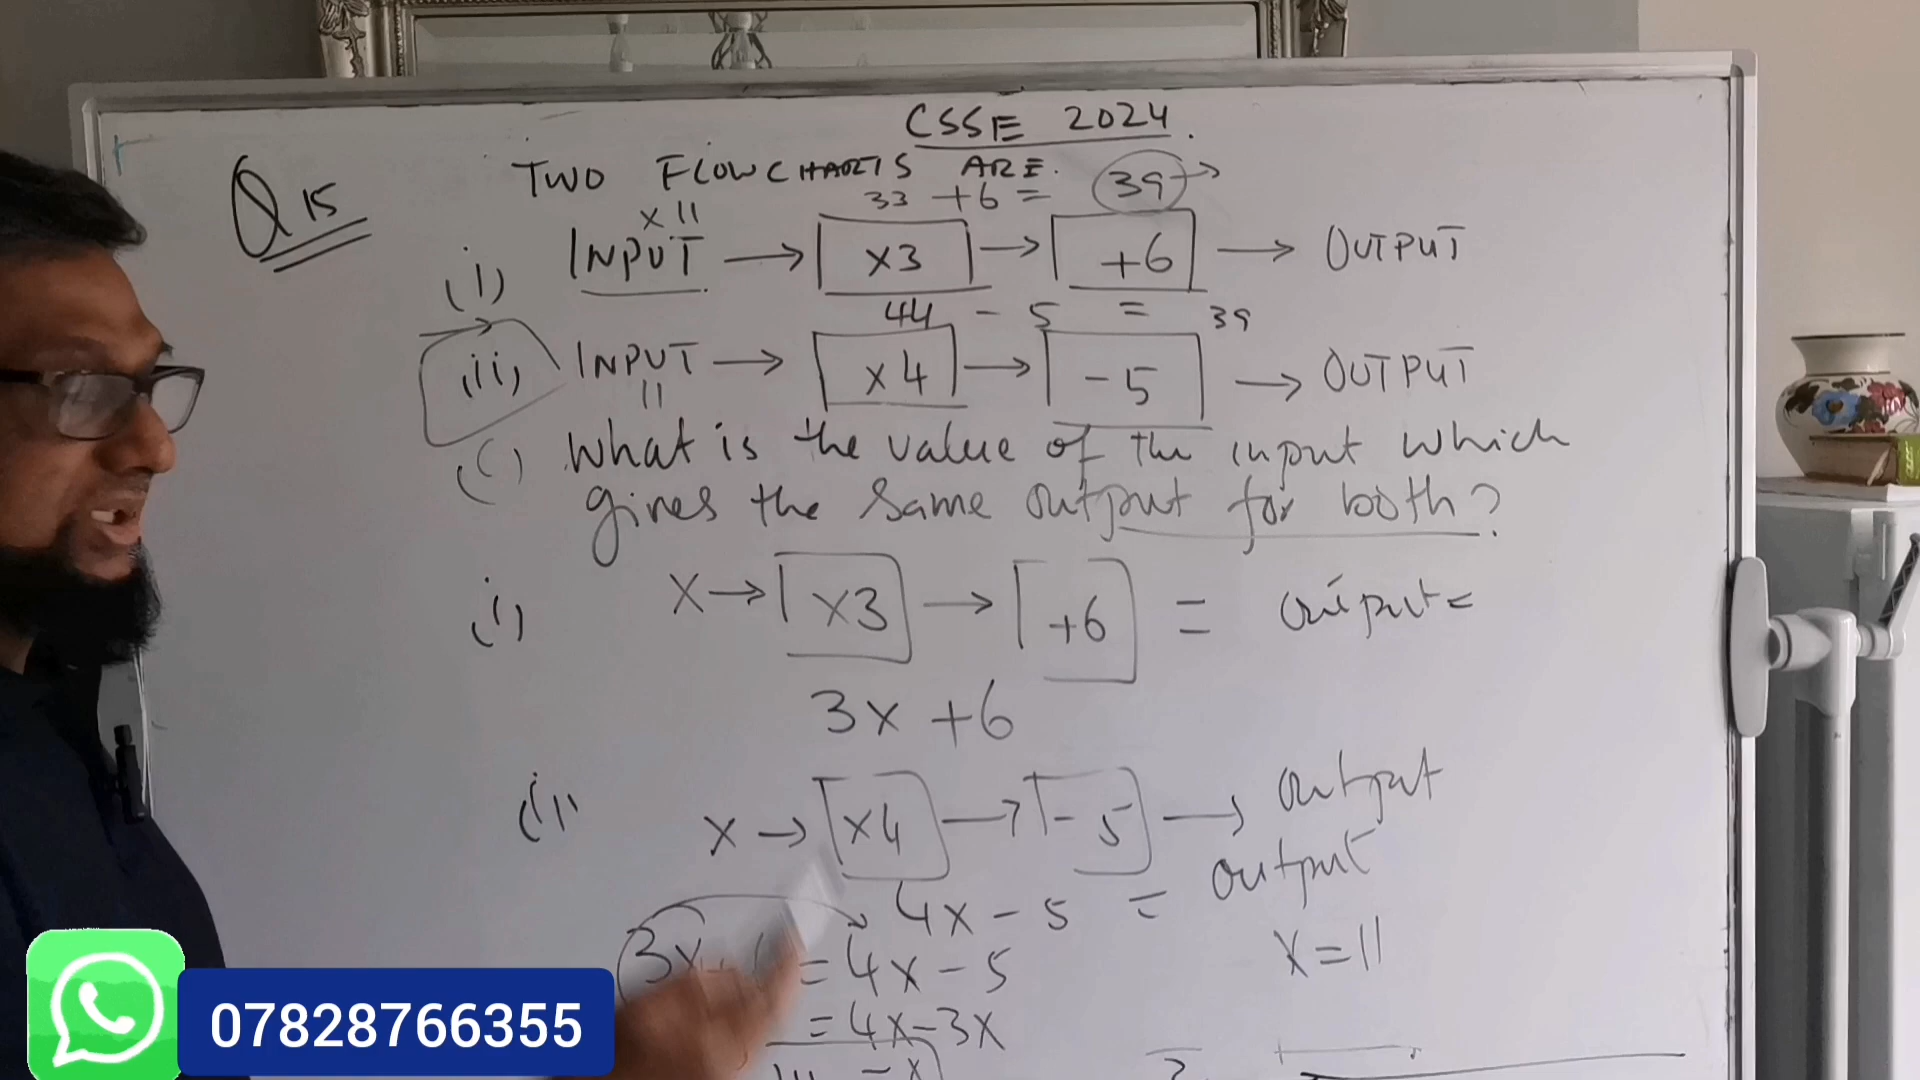 CSSE 2024.
Q 15
TWO FLOWCHARTS ARE.
33 + 6 = 39 →
x 11
(i) INPUT → x3 → +6 → OUTPUT
44 - 5 = 39
(ii) INPUT → x4 → -5 → OUTPUT
11
(c) What is the value of the input which
gives the same output for both?
(i) x → x3 → +6 = output =
3x + 6
(ii x → x4 → -5 → output
4x - 5 = output
3x = 4x - 5
x = 11
= 4x - 3x
07828766355